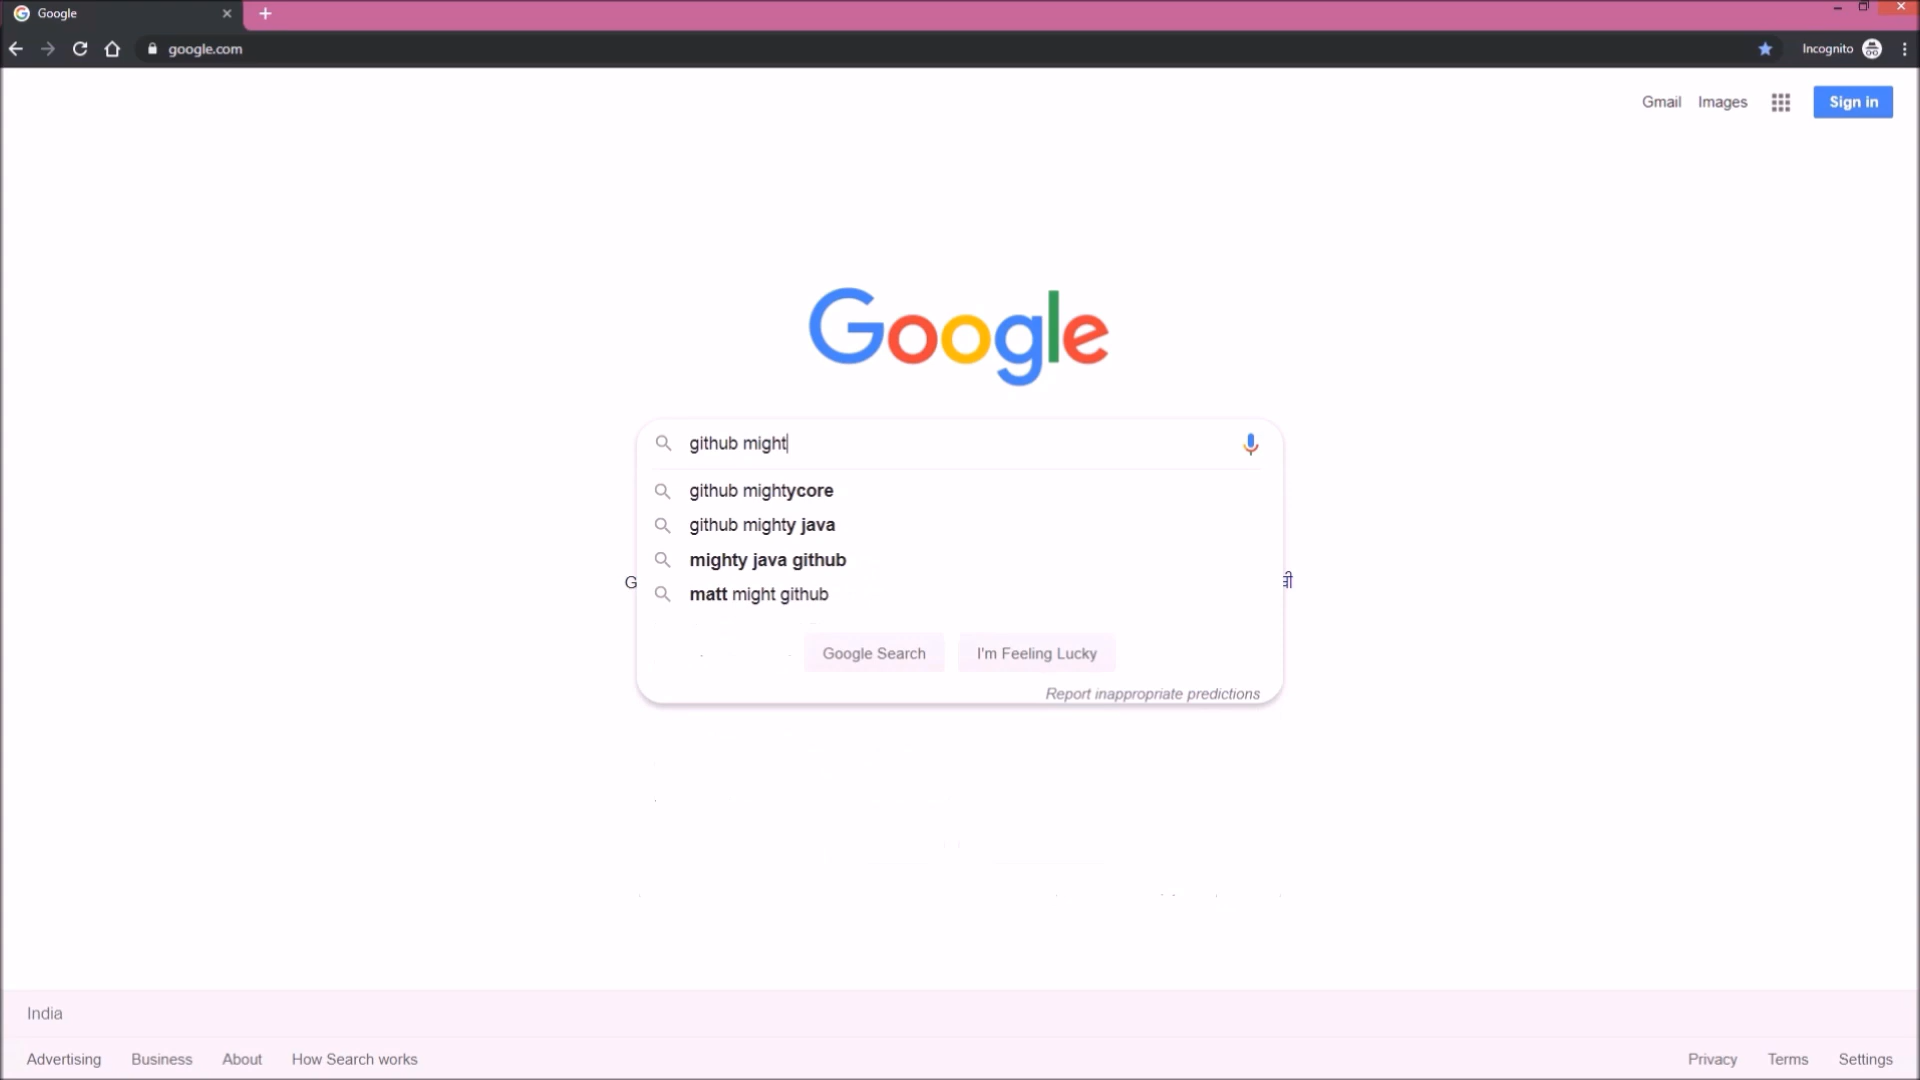 Google
google.com
Incognito
Gmail Images
Sign in
Google
github might
github mightycore
github mighty java
mighty java github
matt might github
Google Search I'm Feeling Lucky
Report inappropriate predictions
India
Advertising Business About How Search works
Privacy Terms Settings